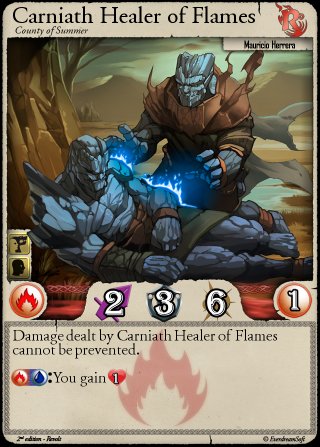 Carniath Healer of Flames
County of Summer
Mauricio Herrera
2 3 6 1
Damage dealt by Carniath Healer of Flames
cannot be prevented.
:You gain 1
2nd edition - Revolt
© EverdreamSoft